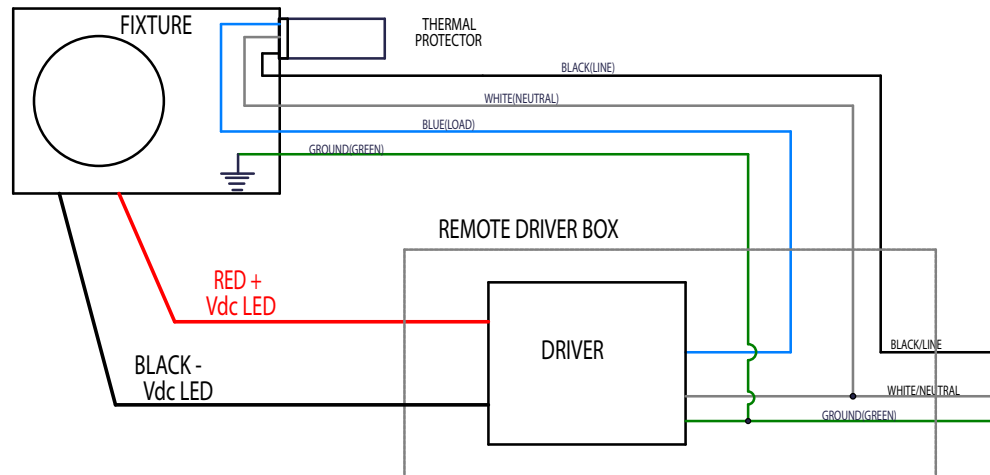 FIXTURE
THERMAL
PROTECTOR
BLACK(LINE)
WHITE(NEUTRAL)
BLUE(LOAD)
GROUND(GREEN)
REMOTE DRIVER BOX
RED +
Vdc LED
DRIVER
BLACK/LINE
BLACK -
Vdc LED
WHITE/NEUTRAL
GROUND(GREEN)